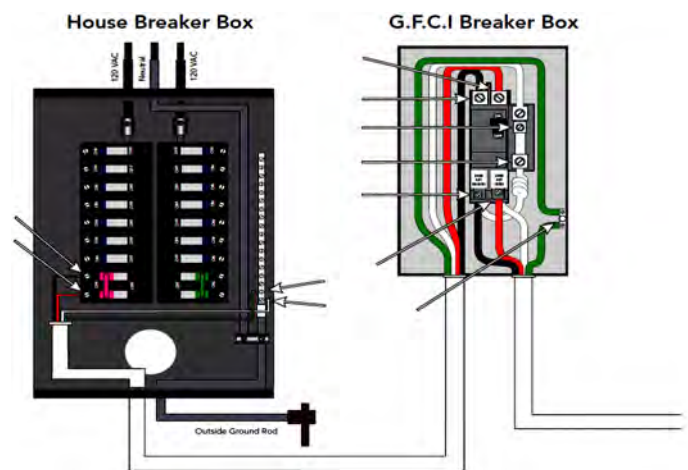 House Breaker Box
G.F.C.I Breaker Box
120 VAC
Neutral
120 VAC
Outside Ground Rod